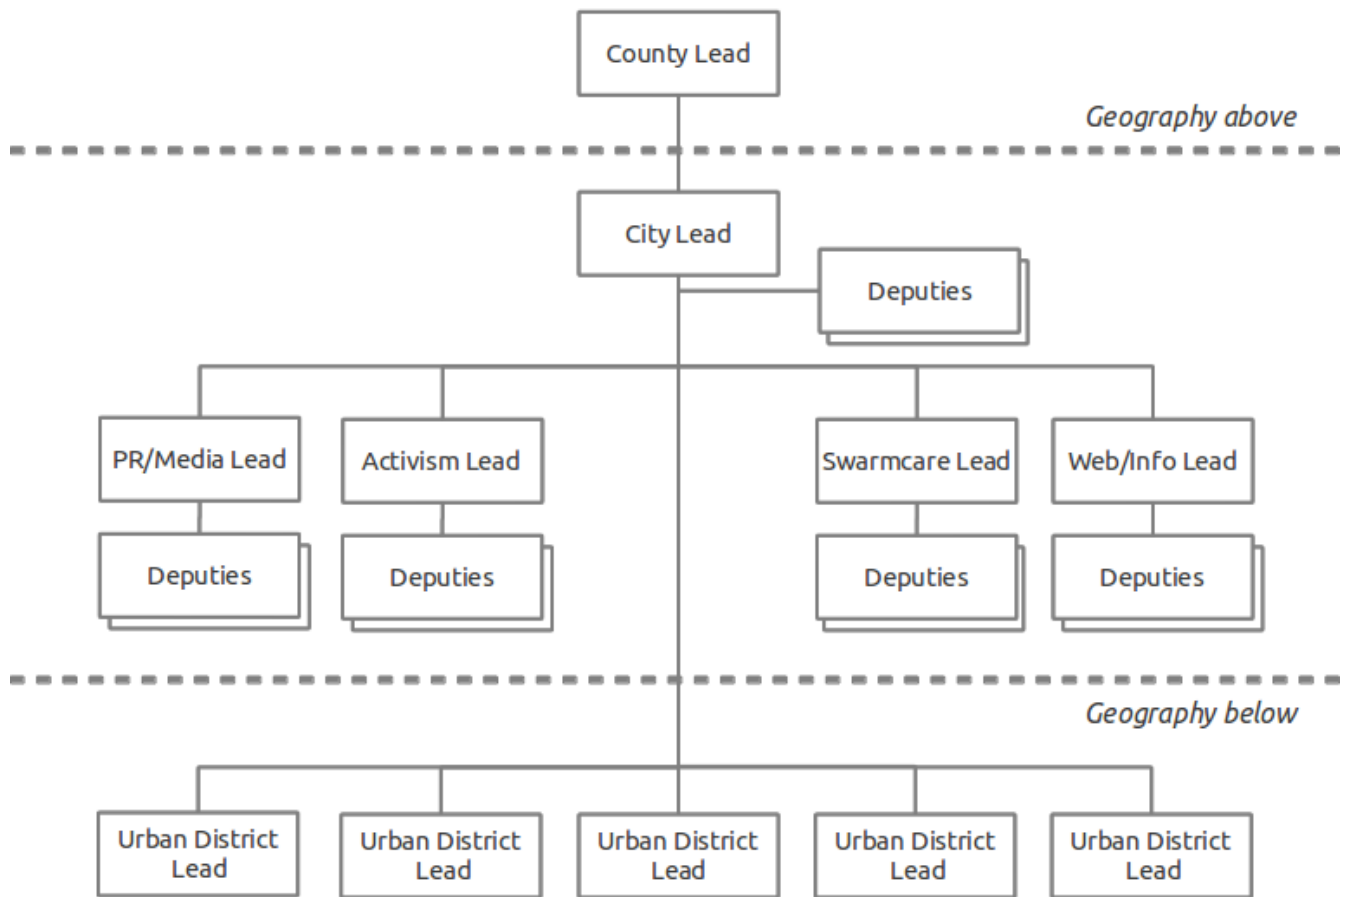 County Lead
Geography above
City Lead
Deputies
PR/Media Lead
Activism Lead
Swarmcare Lead
Web/Info Lead
Deputies
Deputies
Deputies
Deputies
Geography below
Urban District
Lead
Urban District
Lead
Urban District
Lead
Urban District
Lead
Urban District
Lead